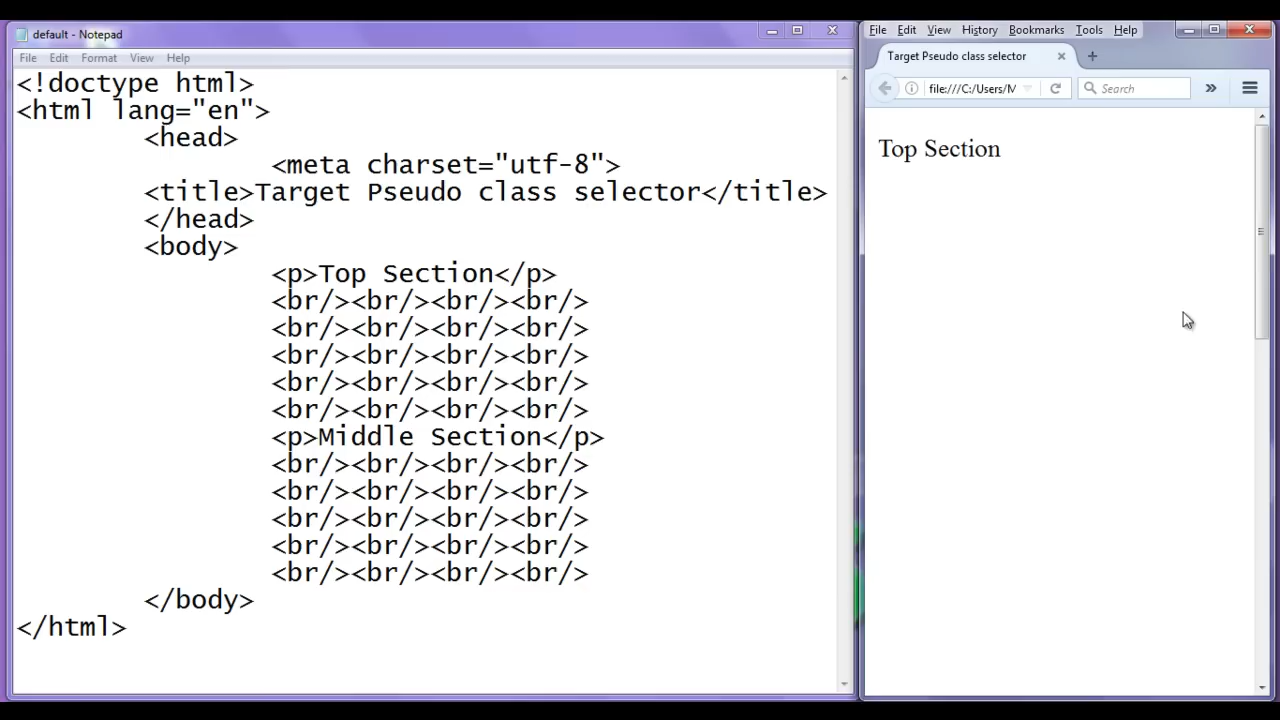 default - Notepad
File Edit Format View Help
<!doctype html>
<html lang="en">
<head>
<meta charset="utf-8">
<title>Target Pseudo class selector</title>
</head>
<body>
<p>Top Section</p>
<br/><br/><br/><br/>
<br/><br/><br/><br/>
<br/><br/><br/><br/>
<br/><br/><br/><br/>
<br/><br/><br/><br/>
<p>Middle Section</p>
<br/><br/><br/><br/>
<br/><br/><br/><br/>
<br/><br/><br/><br/>
<br/><br/><br/><br/>
<br/><br/><br/><br/>
</body>
</html>
File Edit View History Bookmarks Tools Help
Target Pseudo class selector
file:///C:/Users/M
Search
Top Section